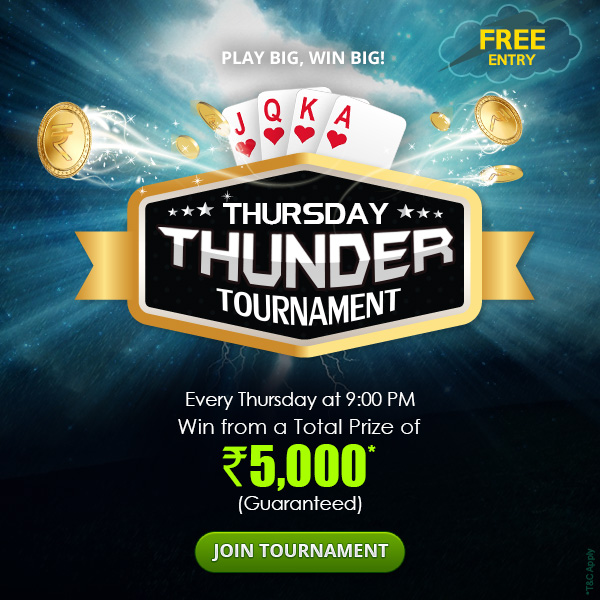 FREE
ENTRY
PLAY BIG, WIN BIG!
J Q K A
THURSDAY
THUNDER
TOURNAMENT
Every Thursday at 9:00 PM
Win from a Total Prize of
₹5,000*
(Guaranteed)
JOIN TOURNAMENT
*T&C Apply